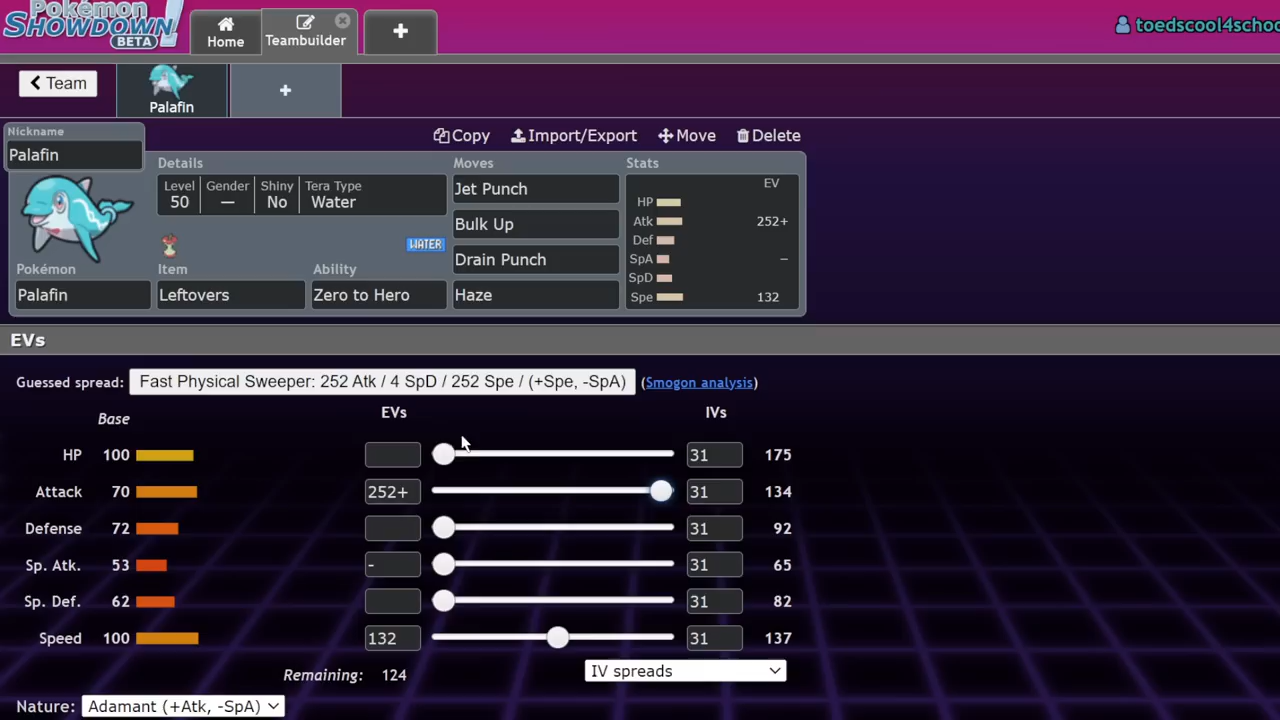 Pokémon
SHOWDOWN!
BETA
Home
Teambuilder
+
toedscool4schoo
Team
Palafin
+
Copy
Import/Export
Move
Delete
Nickname
Palafin
Details
Level
50
Gender
—
Shiny
No
Tera Type
Water
WATER
Pokémon
Palafin
Item
Leftovers
Ability
Zero to Hero
Moves
Jet Punch
Bulk Up
Drain Punch
Haze
Stats
EV
HP
Atk 252+
Def
SpA –
SpD
Spe 132
EVs
Guessed spread: Fast Physical Sweeper: 252 Atk / 4 SpD / 252 Spe / (+Spe, -SpA) (Smogon analysis)
Base EVs IVs
HP 100 31 175
Attack 70 252+ 31 134
Defense 72 31 92
Sp. Atk. 53 - 31 65
Sp. Def. 62 31 82
Speed 100 132 31 137
Remaining: 124 IV spreads
Nature: Adamant (+Atk, -SpA)